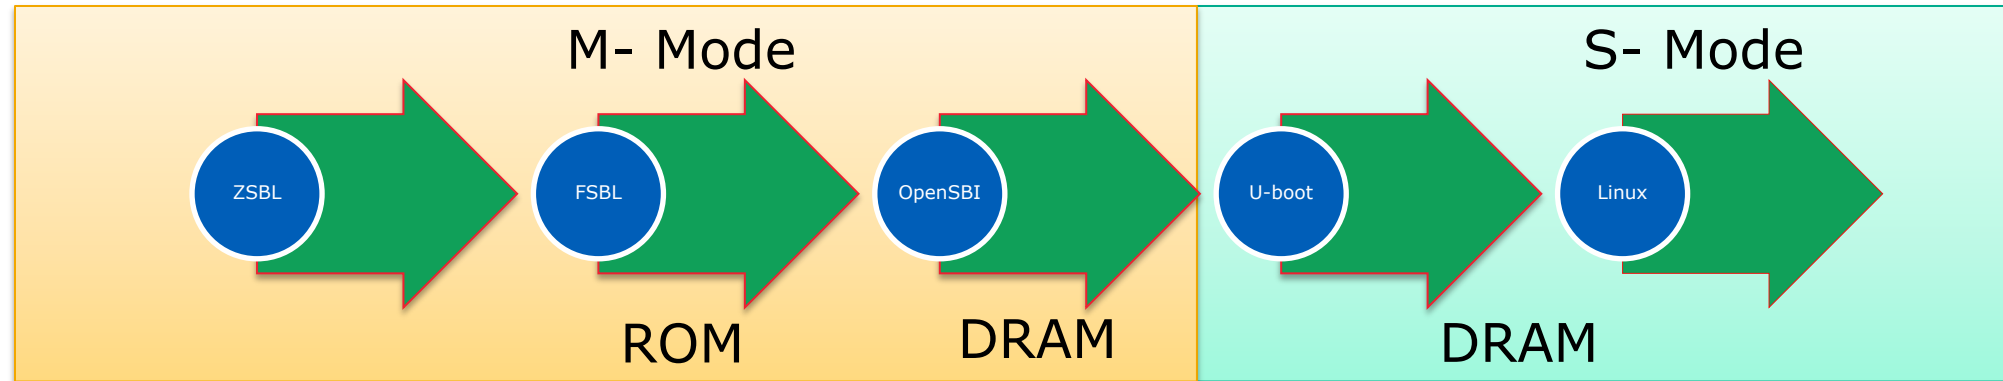 M- Mode
S- Mode
ZSBL
FSBL
OpenSBI
U-boot
Linux
ROM
DRAM
DRAM